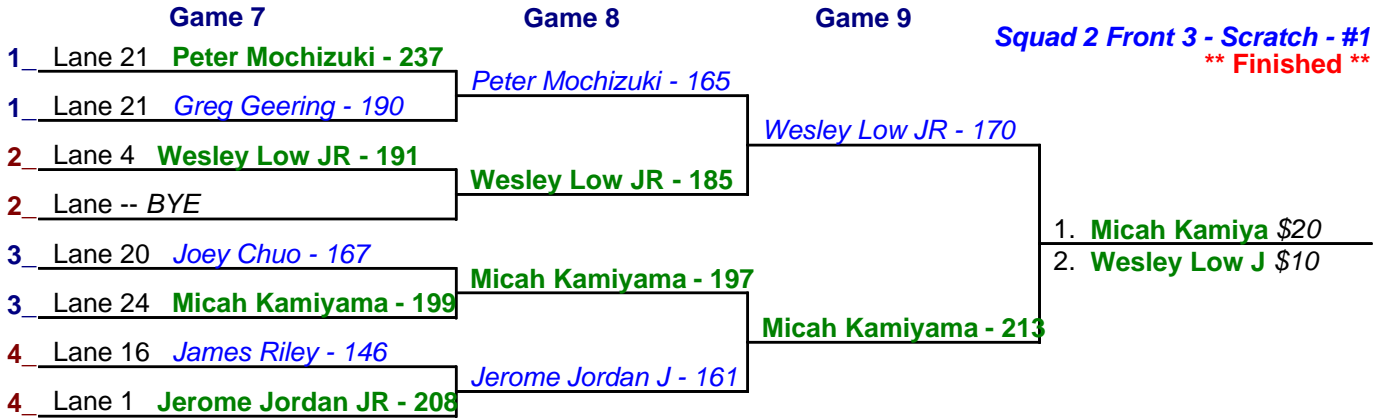 Game 7 Game 8 Game 9
Squad 2 Front 3 - Scratch - #1
** Finished **
1_ Lane 21 Peter Mochizuki - 237
Peter Mochizuki - 165
1_ Lane 21 Greg Geering - 190
Wesley Low JR - 170
2_ Lane 4 Wesley Low JR - 191
Wesley Low JR - 185
2_ Lane -- BYE
1. Micah Kamiya $20
3_ Lane 20 Joey Chuo - 167
2. Wesley Low J $10
Micah Kamiyama - 197
3_ Lane 24 Micah Kamiyama - 199
Micah Kamiyama - 213
4_ Lane 16 James Riley - 146
Jerome Jordan J - 161
4_ Lane 1 Jerome Jordan JR - 208